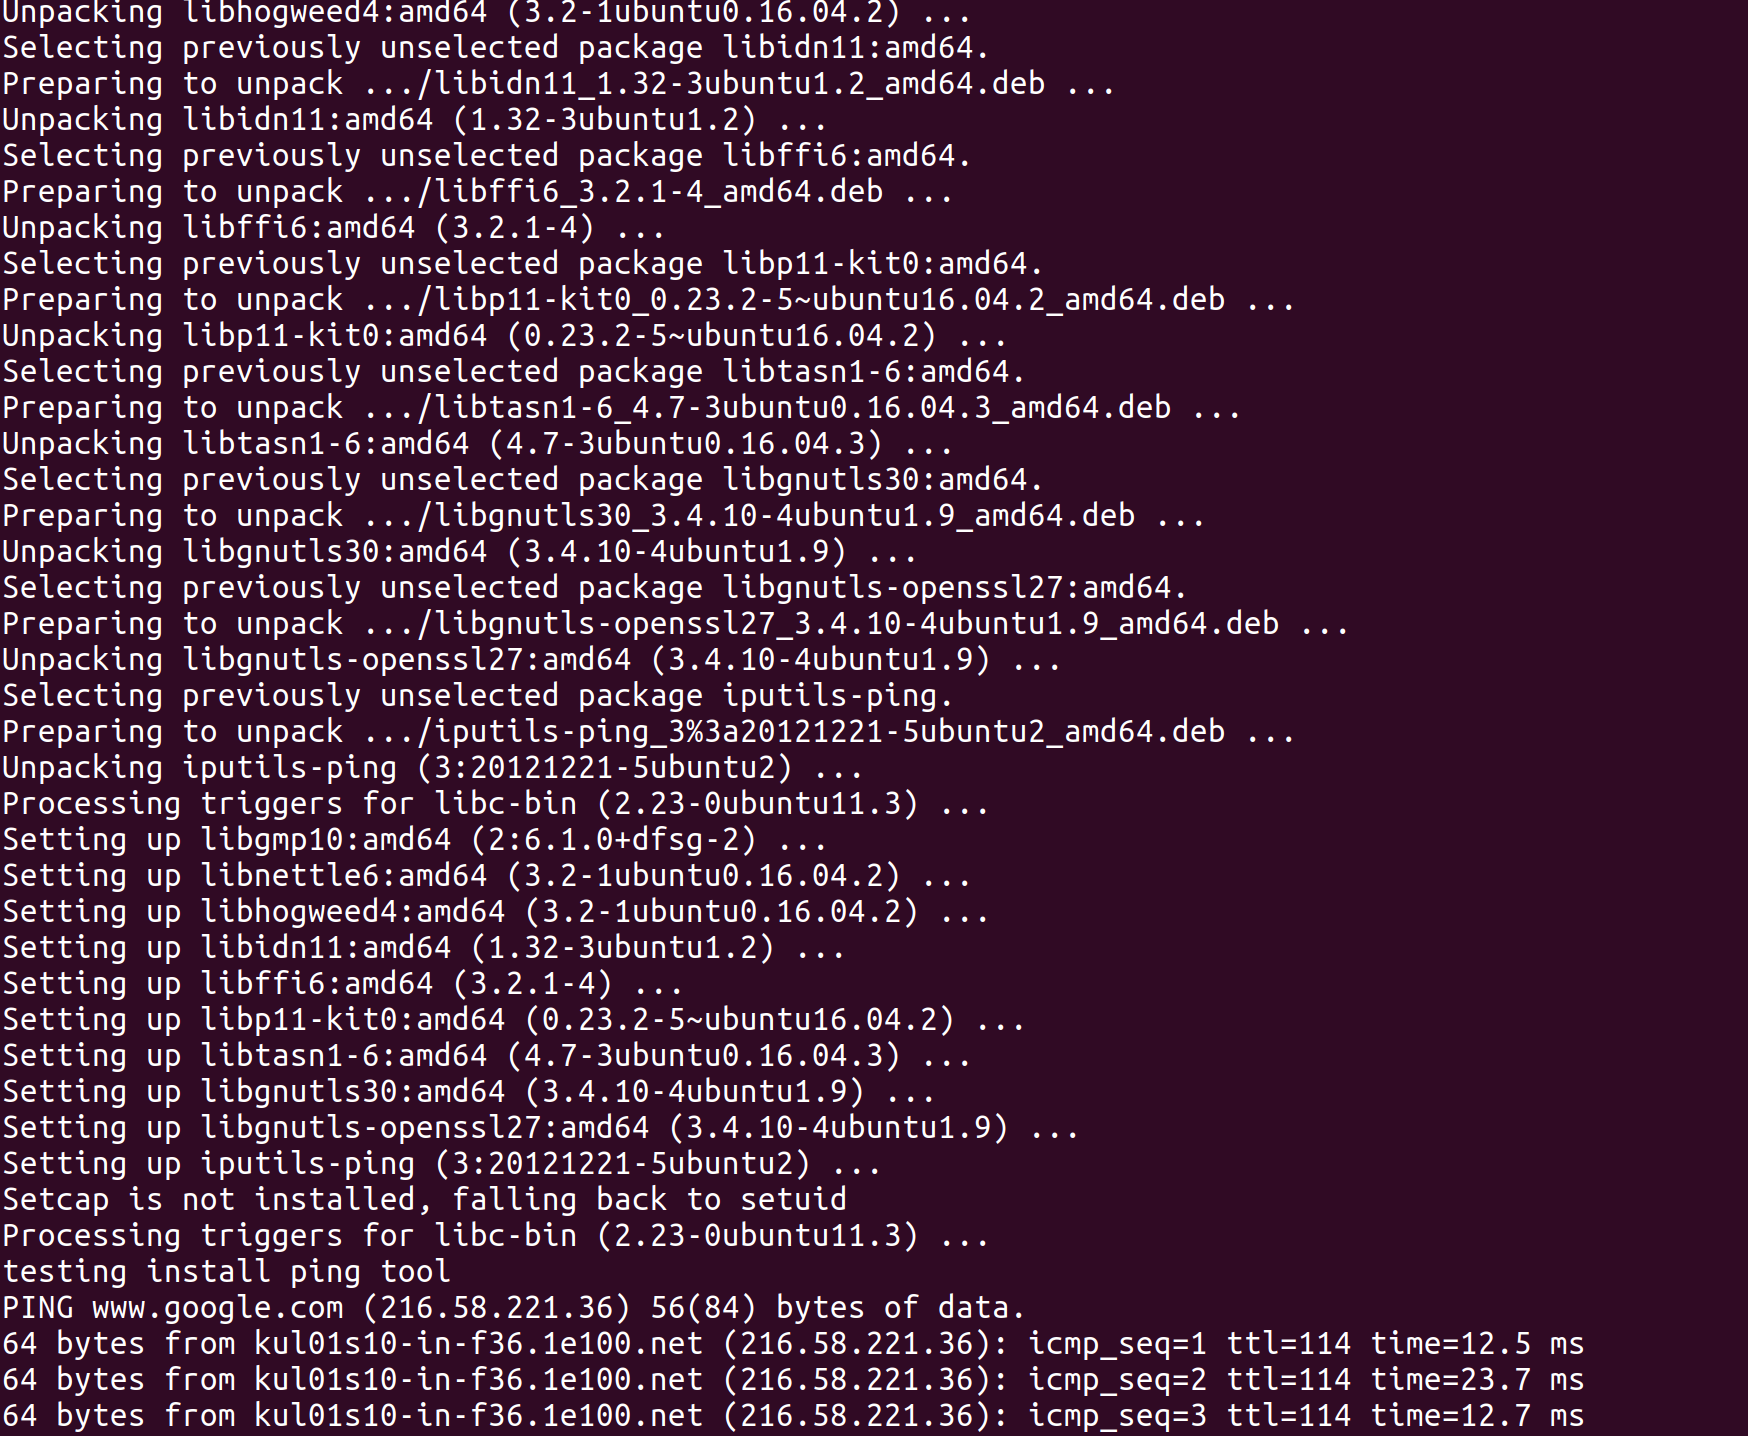 Unpacking libhogweed4:amd64 (3.2-1ubuntu0.16.04.2) ...
Selecting previously unselected package libidn11:amd64.
Preparing to unpack .../libidn11_1.32-3ubuntu1.2_amd64.deb ...
Unpacking libidn11:amd64 (1.32-3ubuntu1.2) ...
Selecting previously unselected package libffi6:amd64.
Preparing to unpack .../libffi6_3.2.1-4_amd64.deb ...
Unpacking libffi6:amd64 (3.2.1-4) ...
Selecting previously unselected package libp11-kit0:amd64.
Preparing to unpack .../libp11-kit0_0.23.2-5~ubuntu16.04.2_amd64.deb ...
Unpacking libp11-kit0:amd64 (0.23.2-5~ubuntu16.04.2) ...
Selecting previously unselected package libtasn1-6:amd64.
Preparing to unpack .../libtasn1-6_4.7-3ubuntu0.16.04.3_amd64.deb ...
Unpacking libtasn1-6:amd64 (4.7-3ubuntu0.16.04.3) ...
Selecting previously unselected package libgnutls30:amd64.
Preparing to unpack .../libgnutls30_3.4.10-4ubuntu1.9_amd64.deb ...
Unpacking libgnutls30:amd64 (3.4.10-4ubuntu1.9) ...
Selecting previously unselected package libgnutls-openssl27:amd64.
Preparing to unpack .../libgnutls-openssl27_3.4.10-4ubuntu1.9_amd64.deb ...
Unpacking libgnutls-openssl27:amd64 (3.4.10-4ubuntu1.9) ...
Selecting previously unselected package iputils-ping.
Preparing to unpack .../iputils-ping_3%3a20121221-5ubuntu2_amd64.deb ...
Unpacking iputils-ping (3:20121221-5ubuntu2) ...
Processing triggers for libc-bin (2.23-0ubuntu11.3) ...
Setting up libgmp10:amd64 (2:6.1.0+dfsg-2) ...
Setting up libnettle6:amd64 (3.2-1ubuntu0.16.04.2) ...
Setting up libhogweed4:amd64 (3.2-1ubuntu0.16.04.2) ...
Setting up libidn11:amd64 (1.32-3ubuntu1.2) ...
Setting up libffi6:amd64 (3.2.1-4) ...
Setting up libp11-kit0:amd64 (0.23.2-5~ubuntu16.04.2) ...
Setting up libtasn1-6:amd64 (4.7-3ubuntu0.16.04.3) ...
Setting up libgnutls30:amd64 (3.4.10-4ubuntu1.9) ...
Setting up libgnutls-openssl27:amd64 (3.4.10-4ubuntu1.9) ...
Setting up iputils-ping (3:20121221-5ubuntu2) ...
Setcap is not installed, falling back to setuid
Processing triggers for libc-bin (2.23-0ubuntu11.3) ...
testing install ping tool
PING www.google.com (216.58.221.36) 56(84) bytes of data.
64 bytes from kul01s10-in-f36.1e100.net (216.58.221.36): icmp_seq=1 ttl=114 time=12.5 ms
64 bytes from kul01s10-in-f36.1e100.net (216.58.221.36): icmp_seq=2 ttl=114 time=23.7 ms
64 bytes from kul01s10-in-f36.1e100.net (216.58.221.36): icmp_seq=3 ttl=114 time=12.7 ms